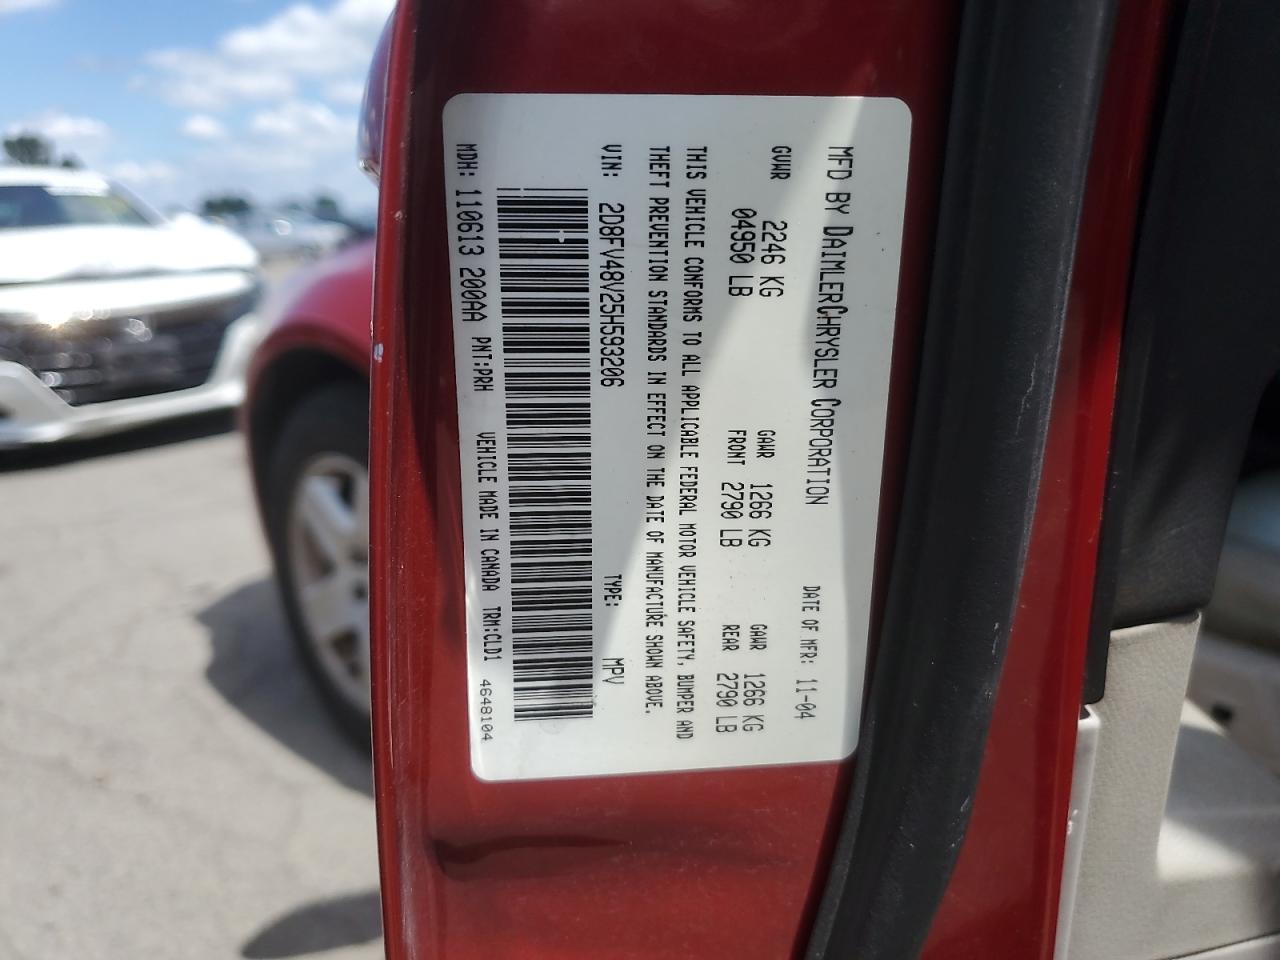 MFD BY DAIMLERCHRYSLER CORPORATION DATE OF MFR: 11-04
GVWR 2246 KG GAWR 1266 KG GAWR 1266 KG
04950 LB FRONT 2790 LB REAR 2790 LB
THIS VEHICLE CONFORMS TO ALL APPLICABLE FEDERAL MOTOR VEHICLE SAFETY, BUMPER AND
THEFT PREVENTION STANDARDS IN EFFECT ON THE DATE OF MANUFACTURE SHOWN ABOVE.
VIN: 2D8FV48V25H593206 TYPE: MPV
MDH: 110613 200AA PNT:PRH VEHICLE MADE IN CANADA TRM:CLD1 4648104